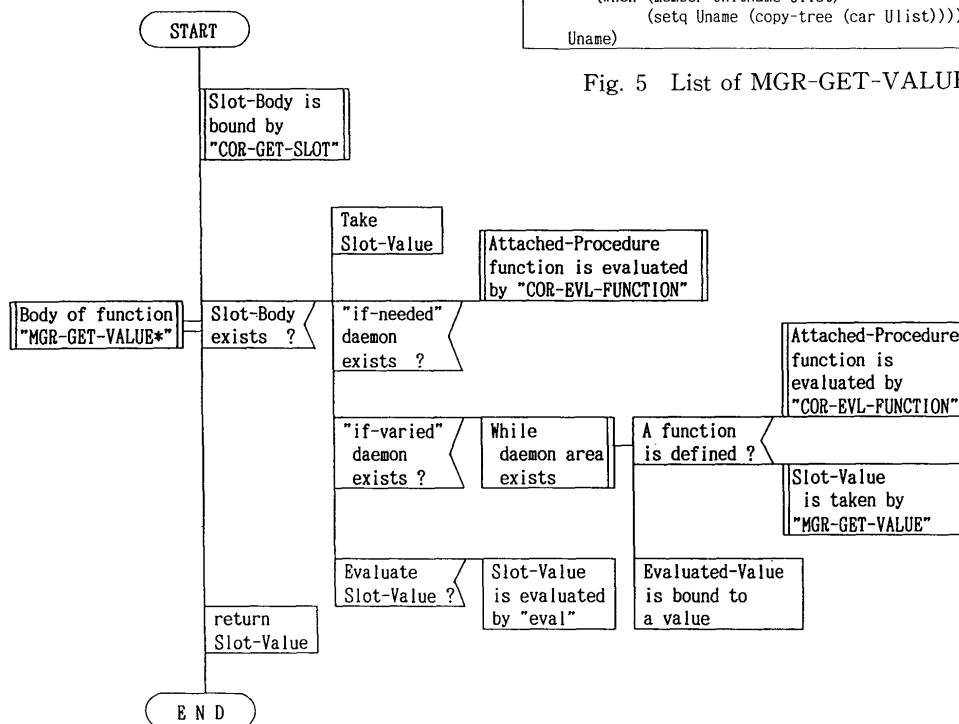 (setq Uname (copy-tree (car Ulist))))
Uname)
Fig. 5 List of MGR-GET-VALUE
START
Slot-Body is
bound by
"COR-GET-SLOT"
Take
Slot-Value
Attached-Procedure
function is evaluated
by "COR-EVL-FUNCTION"
Body of function
"MGR-GET-VALUE*"
Slot-Body
exists ?
"if-needed"
daemon
exists ?
Attached-Procedure
function is
evaluated by
"COR-EVL-FUNCTION"
"if-varied"
daemon
exists ?
While
daemon area
exists
A function
is defined ?
Slot-Value
is taken by
"MGR-GET-VALUE"
Evaluate
Slot-Value ?
Slot-Value
is evaluated
by "eval"
Evaluated-Value
is bound to
a value
return
Slot-Value
E N D